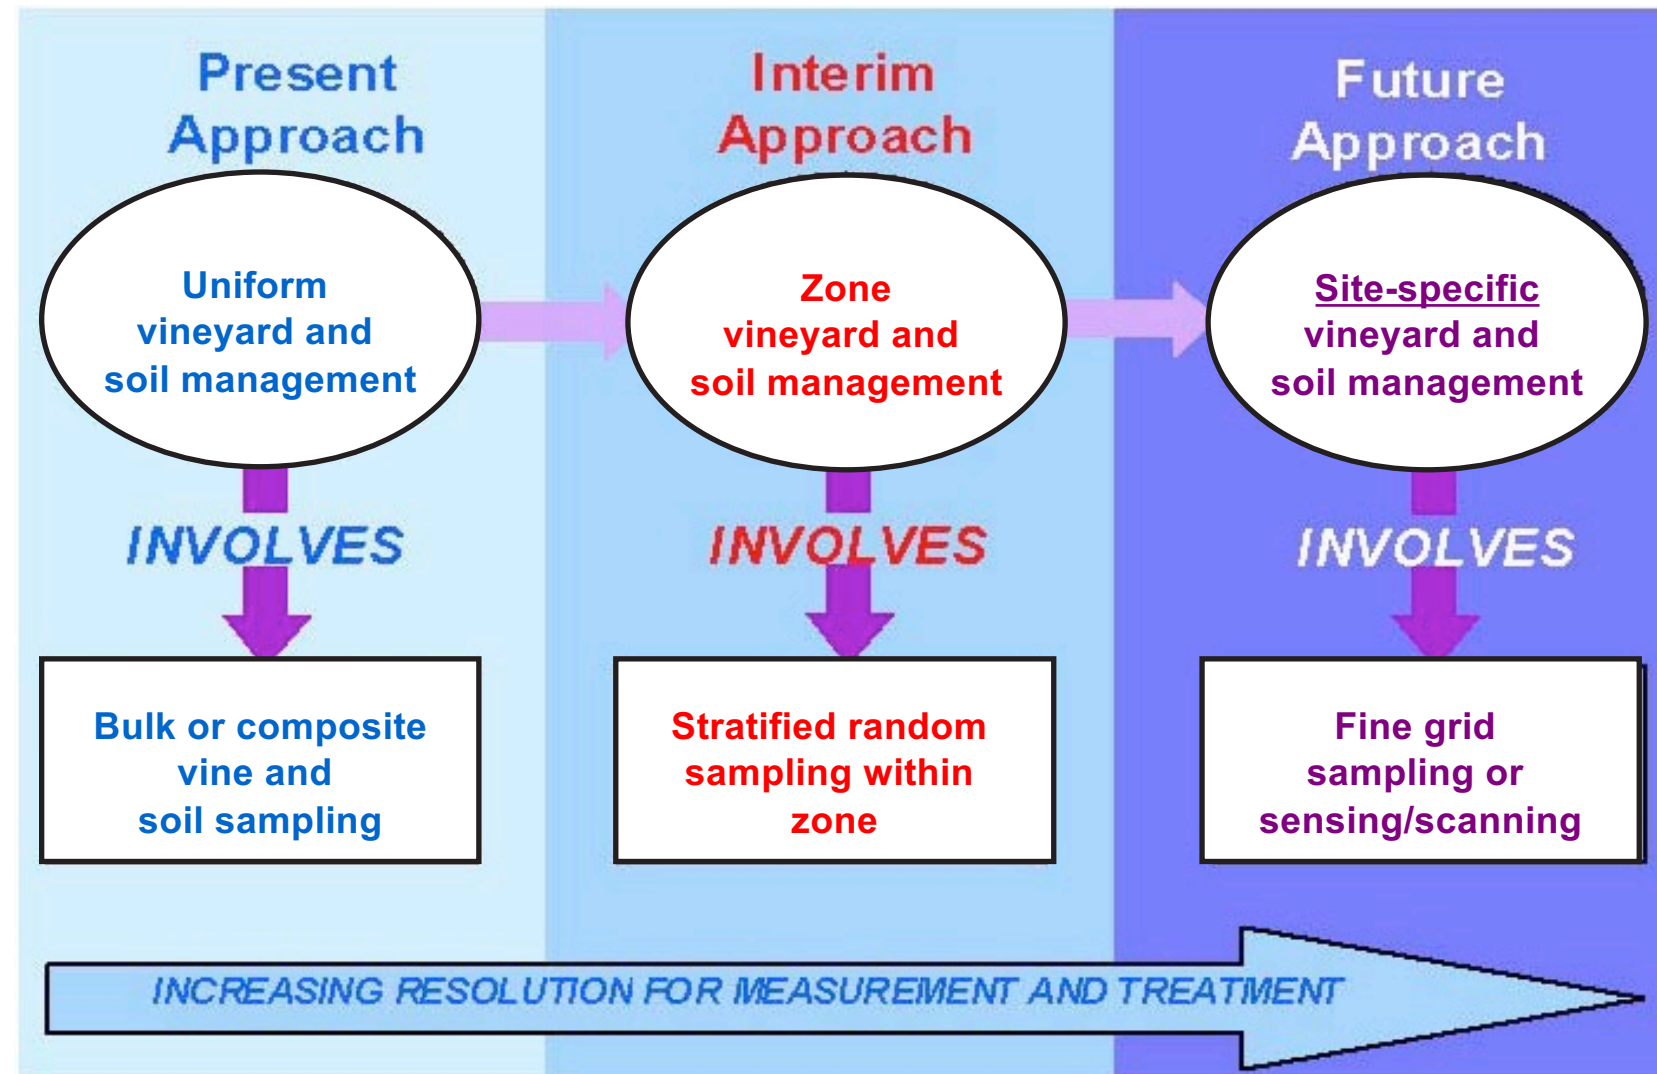 Present
Approach
Interim
Approach
Future
Approach
Uniform
vineyard and
soil management
Zone
vineyard and
soil management
Site-specific
vineyard and
soil management
INVOLVES
INVOLVES
INVOLVES
Bulk or composite
vine and
soil sampling
Stratified random
sampling within
zone
Fine grid
sampling or
sensing/scanning
INCREASING RESOLUTION FOR MEASUREMENT AND TREATMENT